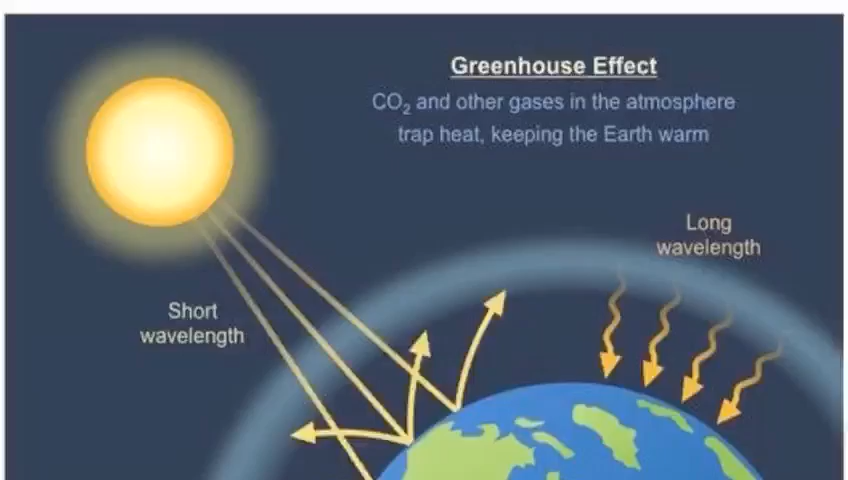 Greenhouse Effect
CO₂ and other gases in the atmosphere
trap heat, keeping the Earth warm
Long
wavelength
Short
wavelength